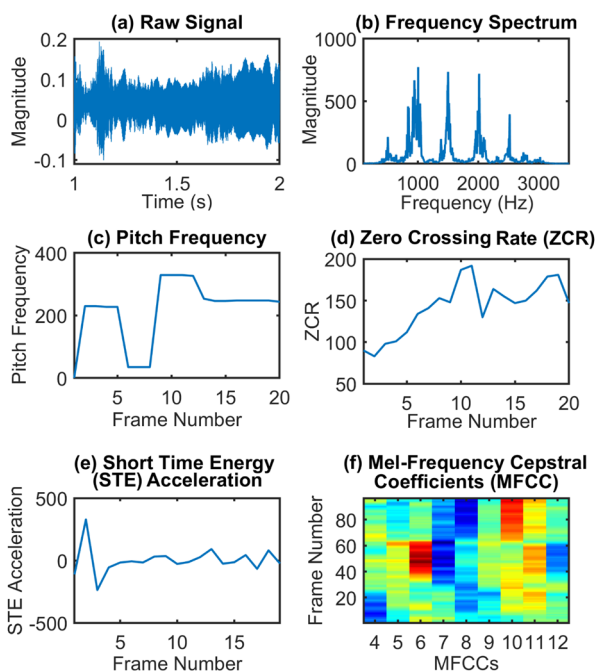 (a) Raw Signal
0.2
0.1
0
-0.1
Magnitude
1
1.5
2
Time (s)
(b) Frequency Spectrum
1000
500
0
Magnitude
1000
2000
3000
Frequency (Hz)
(c) Pitch Frequency
400
200
0
Pitch Frequency
5
10
15
20
Frame Number
(d) Zero Crossing Rate (ZCR)
200
150
100
50
ZCR
5
10
15
20
Frame Number
(e) Short Time Energy
(STE) Acceleration
500
0
-500
STE Acceleration
5
10
15
Frame Number
(f) Mel-Frequency Cepstral
Coefficients (MFCC)
80
60
40
20
Frame Number
4 5 6 7 8 9 10 11 12
MFCCs